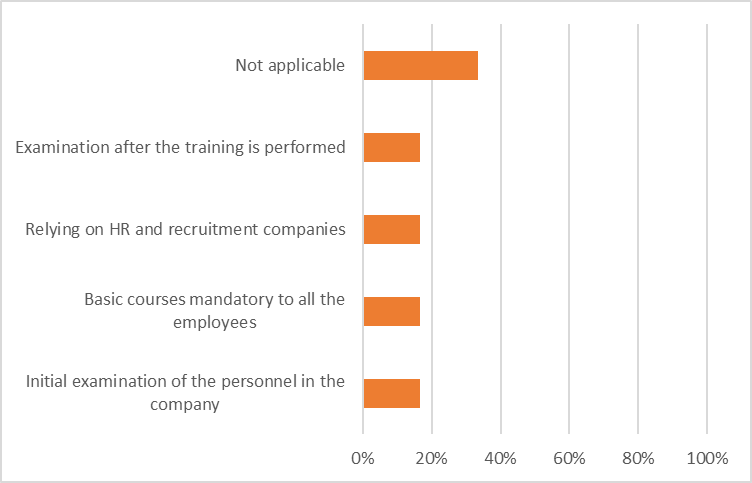 Not applicable
Examination after the training is performed
Relying on HR and recruitment companies
Basic courses mandatory to all the
employees
Initial examination of the personnel in the
company
0% 20% 40% 60% 80% 100%